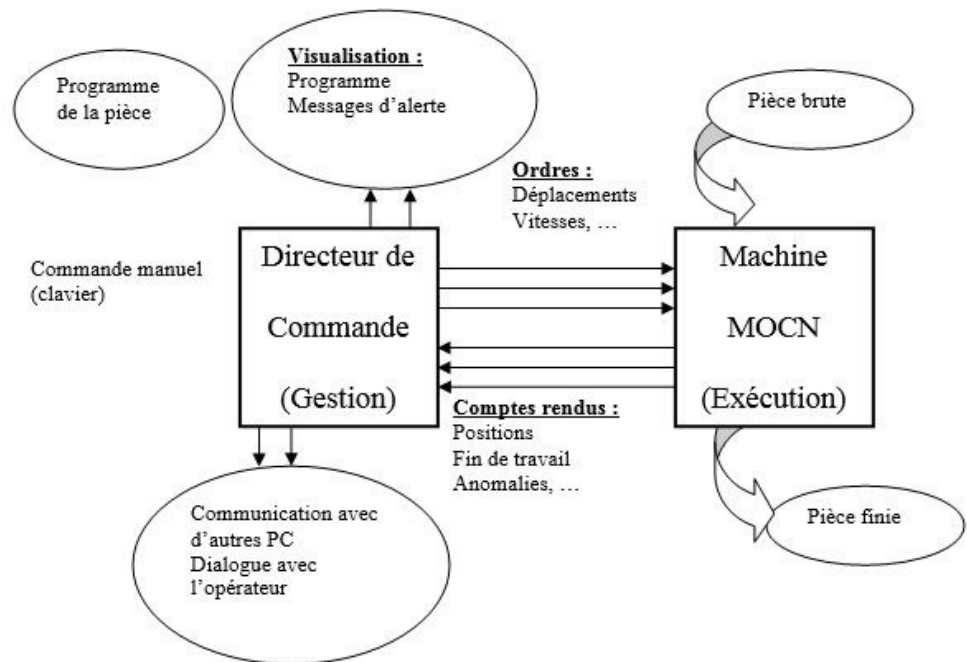 Programme
de la pièce
Visualisation :
Programme
Messages d'alerte
Pièce brute
Ordres :
Déplacements
Vitesses, …
Commande manuel
(clavier)
Directeur de
Commande
(Gestion)
Machine
MOCN
(Exécution)
Comptes rendus :
Positions
Fin de travail
Anomalies, …
Communication avec
d'autres PC
Dialogue avec
l'opérateur
Pièce finie